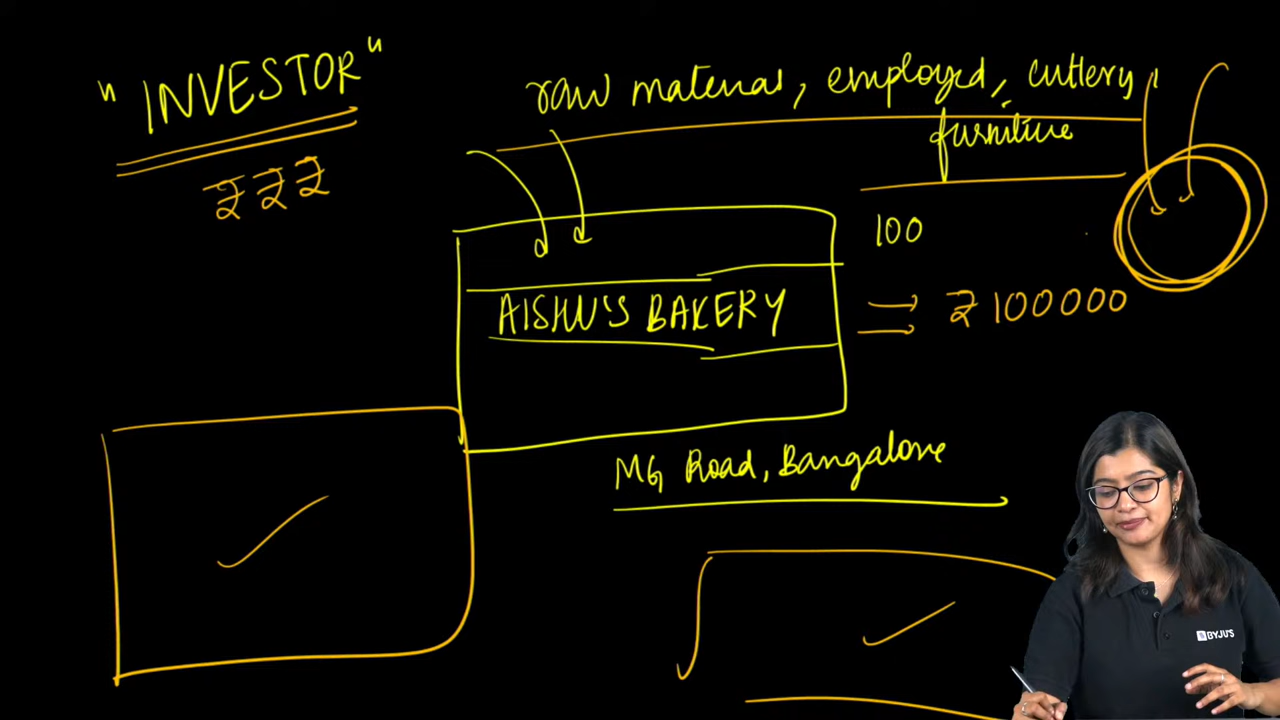 "INVESTOR"
₹₹₹
raw material, employed, cutlery,
furniture
100
AISHU'S BAKERY
⇒ ₹100000
MG Road, Bangalore
BYJU'S